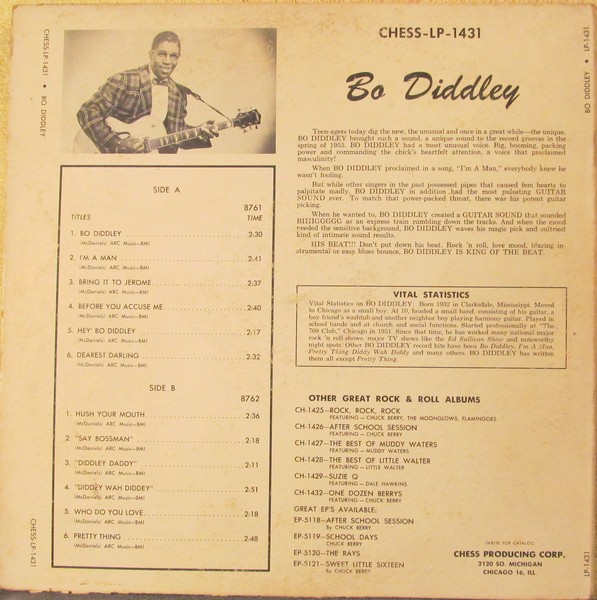 CHESS-LP-1431
CHESS-LP-1431 • BO DIDDLEY
BO DIDDLEY • LP-1431
Bo Diddley
Teen-agers today dig the new, the unusual and once in a great while—the unique.
BO DIDDLEY brought such a sound, a unique sound to the record grooves in the
spring of 1955. BO DIDDLEY had a most unusual voice. Big, booming, packing
power and commanding the chick's heartfelt attention, a voice that proclaimed
masculinity!
When BO DIDDLEY proclaimed in a song, "I'm A Man," everybody knew he
wasn't fooling.
But while other singers in the past possessed pipes that caused fem hearts to
palpitate madly, BO DIDDLEY in addition had the most pulsating GUITAR
SOUND ever. To match that power-packed throat, there was his potent guitar
picking.
When he wanted to, BO DIDDLEY created a GUITAR SOUND that sounded
BIIIGGGGGG as an express train rumbling down the tracks. And when the mood
needed the sensitive background, BO DIDDLEY waves his magic pick and sultriest
kind of intimate sound results.
HIS BEAT!!! Don't put down his beat. Rock 'n roll, love mood, blazing in-
strumental or easy blues bounce, BO DIDDLEY IS KING OF THE BEAT.
SIDE A
8761
TITLES TIME
1. BO DIDDLEY 2:30
(McDaniels) ARC Music—BMI
2. I'M A MAN 2:41
(McDaniels) ARC Music—BMI
3. BRING IT TO JEROME 2:37
(McDaniels) ARC Music—BMI
4. BEFORE YOU ACCUSE ME 2:40
(McDaniels) ARC Music—BMI
5. HEY' BO DIDDLEY 2:17
(McDaniels) ARC Music—BMI
6. DEAREST DARLING 2:32
(McDaniels) ARC Music—BMI
SIDE B
8762
1. HUSH YOUR MOUTH 2:36
(McDaniels) ARC Music—BMI
2. "SAY BOSSMAN" 2:18
(McDaniels) ARC Music—BMI
3. "DIDDLEY DADDY" 2:11
(McDaniels) ARC Music—BMI
4. "DIDDY WAH DIDDEY" 2:51
(McDaniels) ARC Music—BMI
5. WHO DO YOU LOVE 2:18
(McDaniels) ARC Music—BMI
6. PRETTY THING 2:48
(McDaniels) ARC Music—BMI
VITAL STATISTICS
Vital Statistics on BO DIDDLEY: Born 1932 in Clarksdale, Mississippi. Moved
to Chicago as a small boy. At 10, headed a small band, consisting of his guitar, a
boy friend's washtub and another neighbor boy playing harmony guitar. Played in
school bands and at church and social functions. Started professionally at "The
708 Club," Chicago in 1951. Since that time, he has worked many national major
rock 'n roll shows, major TV shows like the Ed Sullivan Show and noteworthy
night spots. Other BO DIDDLEY record hits have been Bo Diddley, I'm A Man,
Pretty Thing Diddy Wah Diddy and many others. BO DIDDLEY has written
them all except Pretty Thing.
OTHER GREAT ROCK & ROLL ALBUMS
CH-1425—ROCK, ROCK, ROCK
FEATURING — CHUCK BERRY, THE MOONGLOWS, FLAMINGOES
CH-1426—AFTER SCHOOL SESSION
FEATURING — CHUCK BERRY
CH-1427—THE BEST OF MUDDY WATERS
FEATURING — MUDDY WATERS
CH-1428—THE BEST OF LITTLE WALTER
FEATURING — LITTLE WALTER
CH-1429—SUZIE Q
FEATURING — DALE HAWKINS
CH-1432—ONE DOZEN BERRYS
FEATURING — CHUCK BERRY
GREAT EP'S AVAILABLE:
EP-5118—AFTER SCHOOL SESSION
By CHUCK BERRY
EP-5119—SCHOOL DAYS
CHUCK BERRY
EP-5120—THE RAYS
EP-5121—SWEET LITTLE SIXTEEN
By CHUCK BERRY
(WRITE FOR CATALOG)
CHESS PRODUCING CORP.
2120 SO. MICHIGAN
CHICAGO 16, ILL.
CHESS-LP-1431
LP-1431